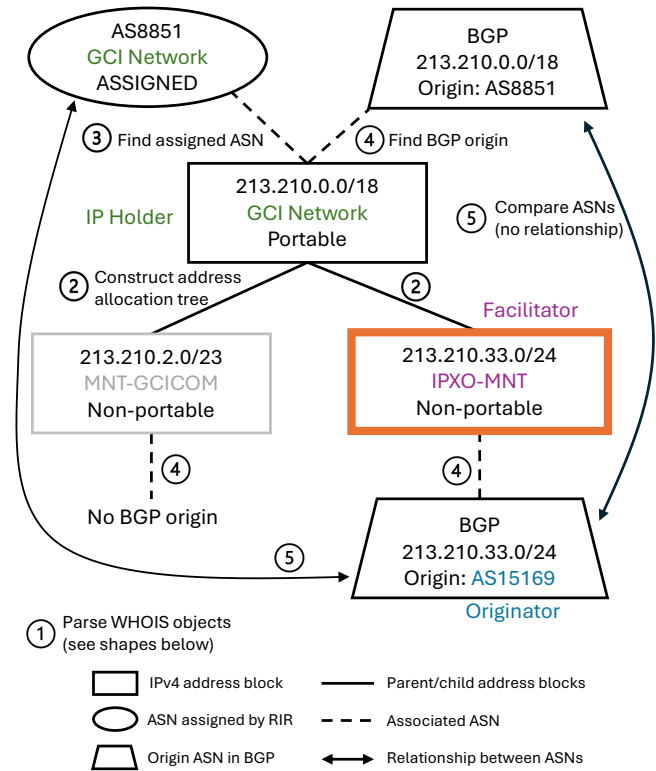 AS8851
GCI Network
ASSIGNED
BGP
213.210.0.0/18
Origin: AS8851
3 Find assigned ASN
4 Find BGP origin
213.210.0.0/18
GCI Network
Portable
IP Holder
5 Compare ASNs
(no relationship)
2 Construct address
allocation tree
2
Facilitator
213.210.2.0/23
MNT-GCICOM
Non-portable
213.210.33.0/24
IPXO-MNT
Non-portable
4
4
No BGP origin
BGP
213.210.33.0/24
Origin: AS15169
5
Originator
1 Parse WHOIS objects
(see shapes below)
IPv4 address block
Parent/child address blocks
ASN assigned by RIR
Associated ASN
Origin ASN in BGP
Relationship between ASNs